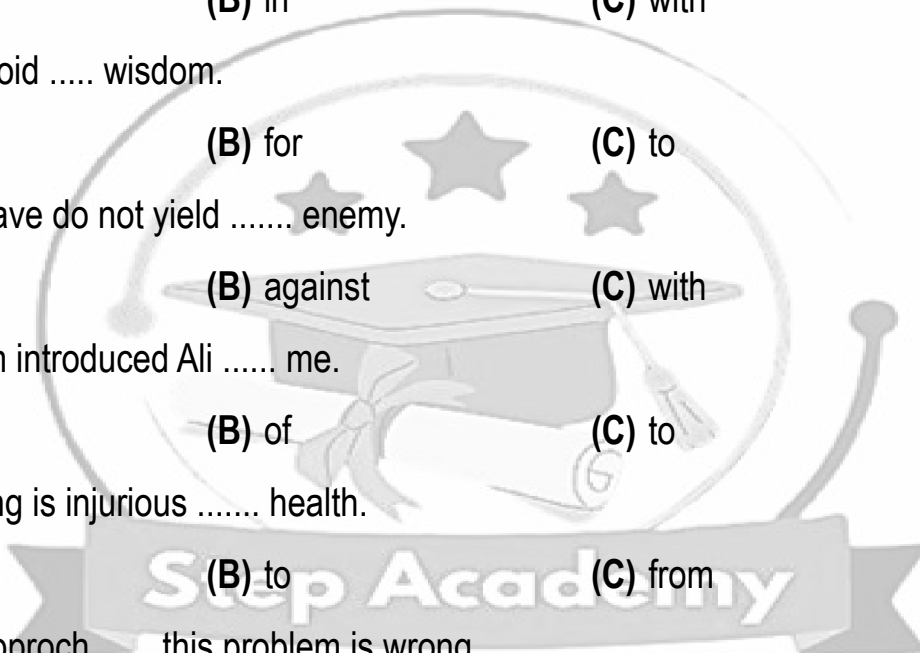 (B) in (C) with
oid ..... wisdom.
(B) for (C) to
ave do not yield ....... enemy.
(B) against (C) with
n introduced Ali ...... me.
(B) of (C) to
ng is injurious ....... health.
(B) to (C) from
Step Academy
pproch this problem is wrong